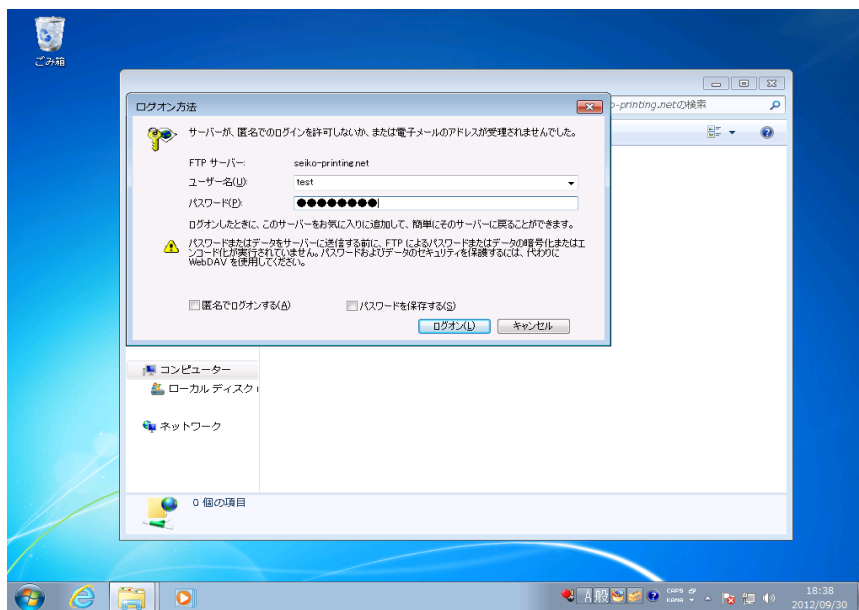 ごみ箱
o-printing.netの検索
ログオン方法
サーバーが、匿名でのログインを許可しないか、または電子メールのアドレスが受理されませんでした。
FTP サーバー: seiko-printing.net
ユーザー名(U): test
パスワード(P): ●●●●●●●●
ログオンしたときに、このサーバーをお気に入りに追加して、簡単にそのサーバーに戻ることができます。
パスワードまたはデータをサーバーに送信する前に、FTP によるパスワードまたはデータの暗号化またはエ
ンコード化が実行されていません。パスワードおよびデータのセキュリティを保護するには、代わりに
WebDAV を使用してください。
匿名でログオンする(A) パスワードを保存する(S)
ログオン(L) キャンセル
コンピューター
ローカル ディスク
ネットワーク
0 個の項目
A 般 CAPS KANA 18:38
2012/09/30